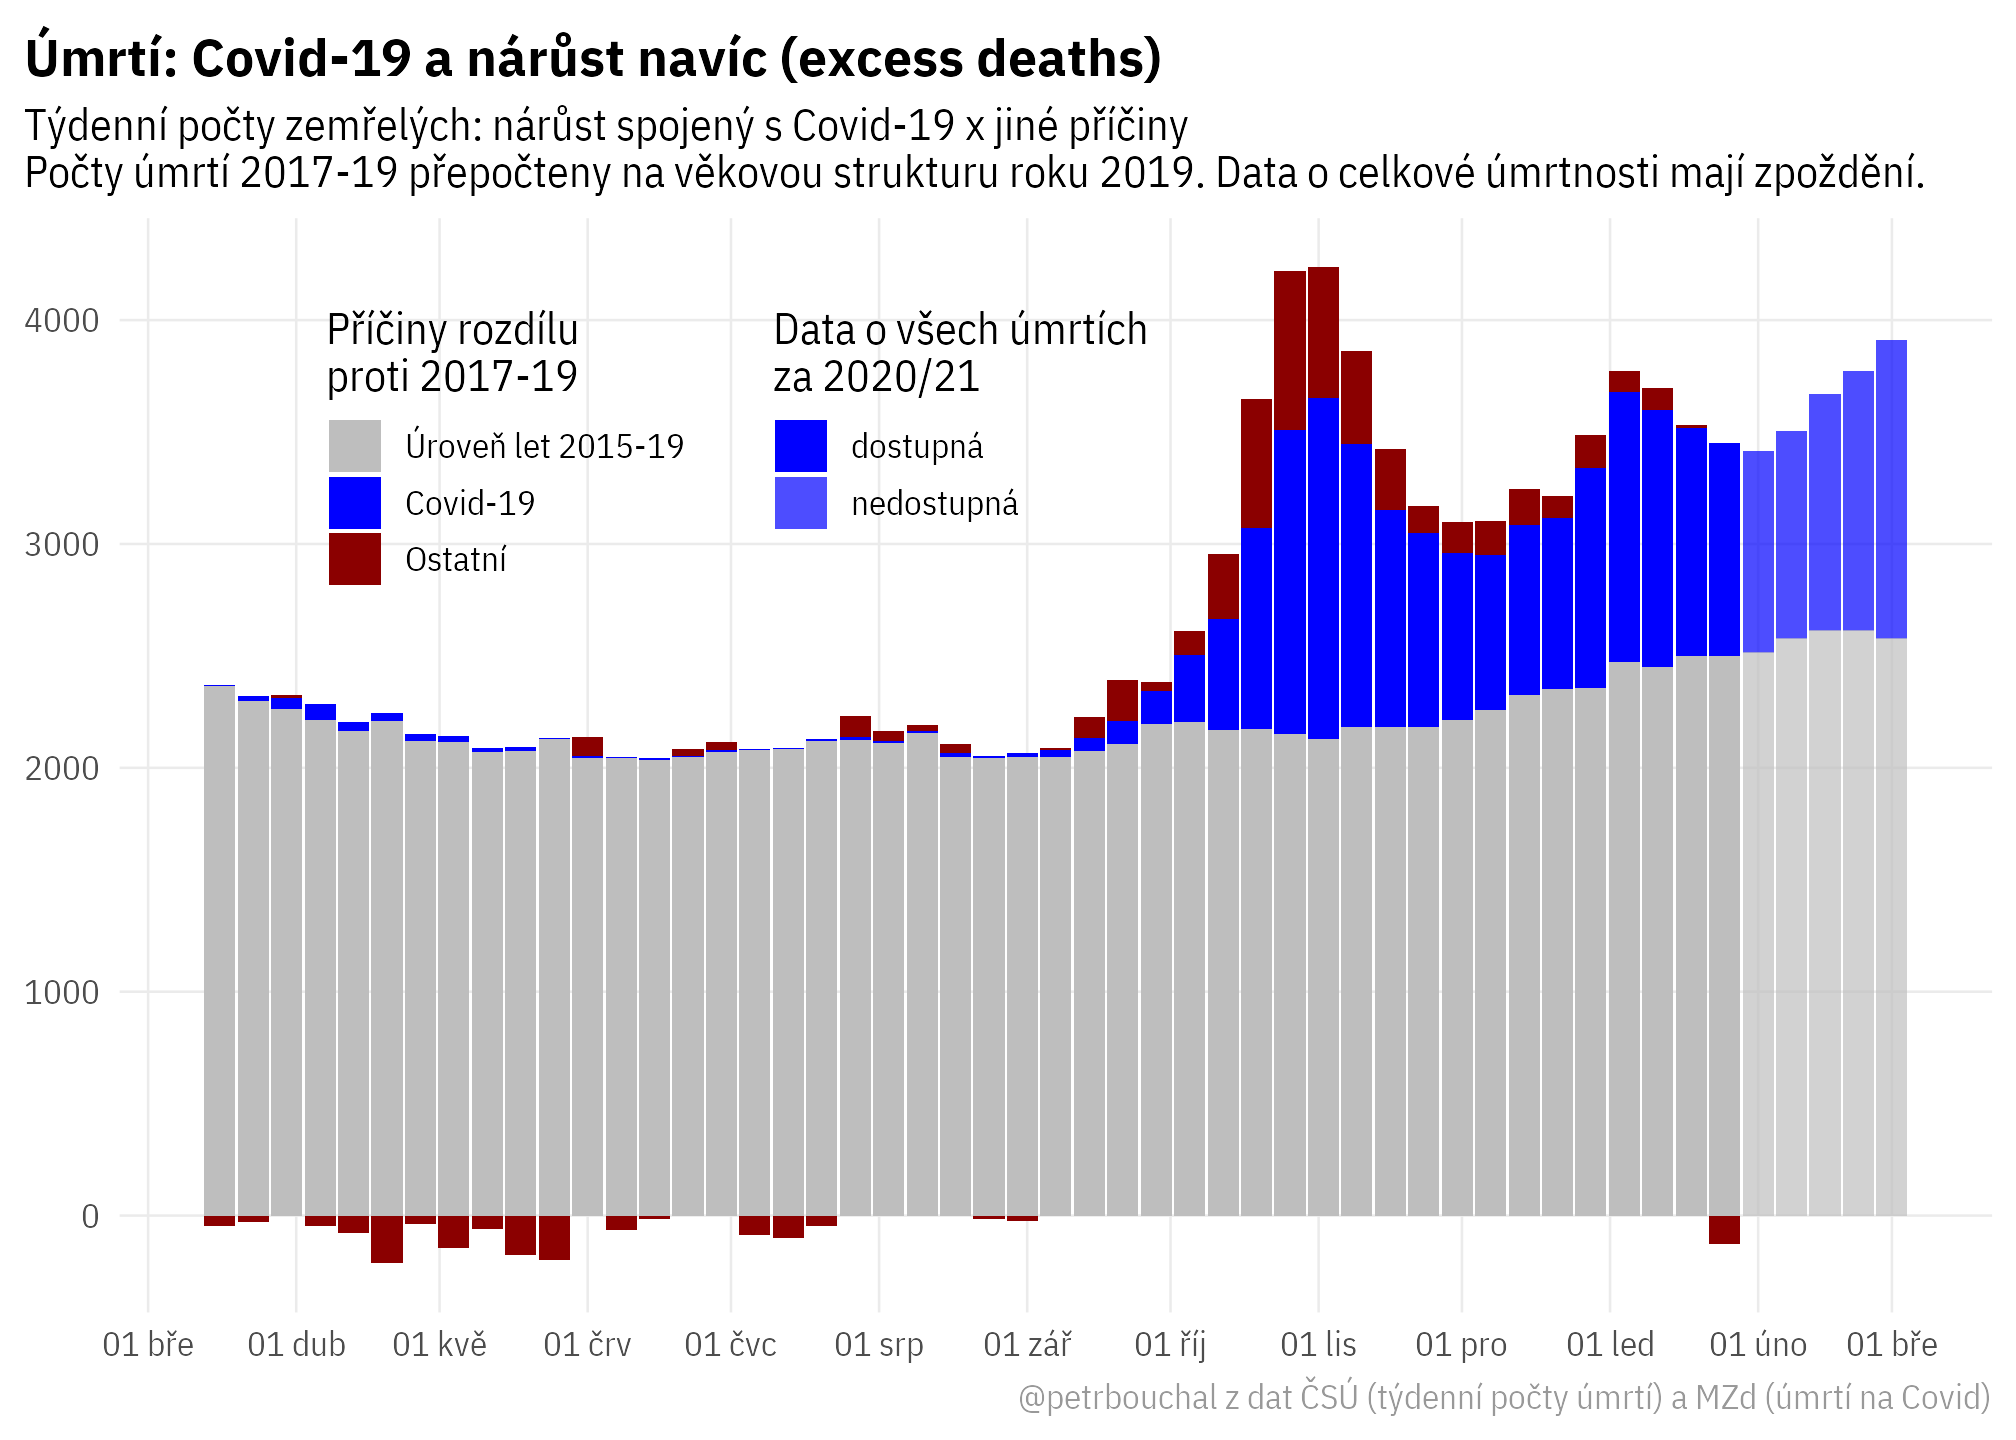 Úmrtí: Covid-19 a nárůst navíc (excess deaths)
Týdenní počty zemřelých: nárůst spojený s Covid-19 x jiné příčiny
Počty úmrtí 2017-19 přepočteny na věkovou strukturu roku 2019. Data o celkové úmrtnosti mají zpoždění.
Příčiny rozdílu
proti 2017-19
Úroveň let 2015-19
Covid-19
Ostatní
Data o všech úmrtích
za 2020/21
dostupná
nedostupná
4000
3000
2000
1000
0
01 bře 01 dub 01 kvě 01 črv 01 čvc 01 srp 01 zář 01 říj 01 lis 01 pro 01 led 01 úno 01 bře
@petrbouchal z dat ČSÚ (týdenní počty úmrtí) a MZd (úmrtí na Covid)